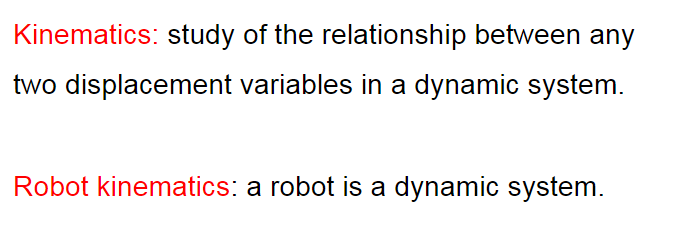 Kinematics: study of the relationship between any
two displacement variables in a dynamic system.
Robot kinematics: a robot is a dynamic system.